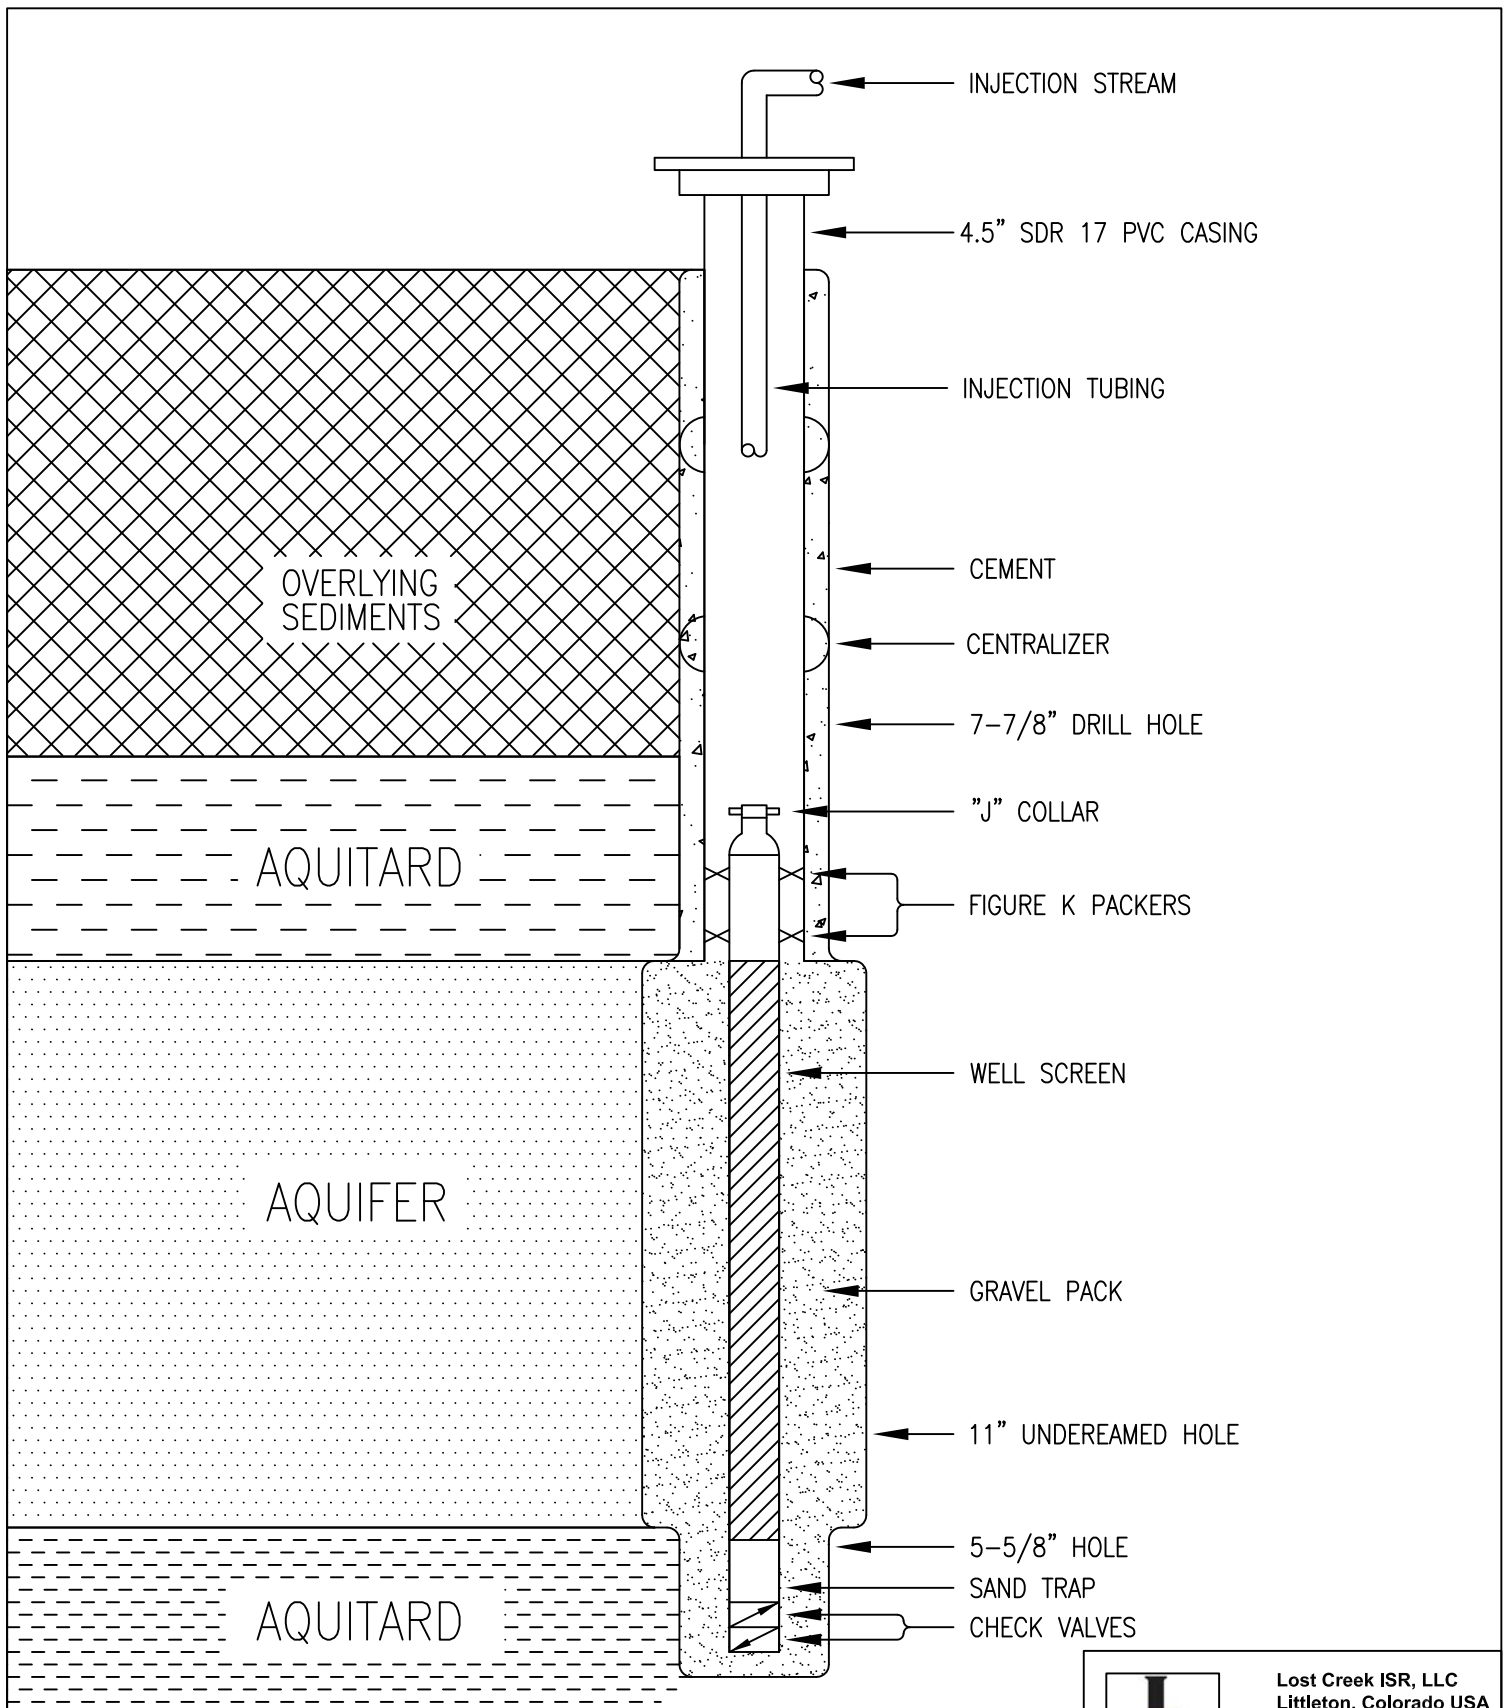 INJECTION STREAM
4.5” SDR 17 PVC CASING
INJECTION TUBING
OVERLYING
SEDIMENTS
CEMENT
CENTRALIZER
7–7/8” DRILL HOLE
”J” COLLAR
AQUITARD
FIGURE K PACKERS
WELL SCREEN
AQUIFER
GRAVEL PACK
11” UNDEREAMED HOLE
5–5/8” HOLE
SAND TRAP
AQUITARD
CHECK VALVES
Lost Creek ISR, LLC
Littleton, Colorado USA